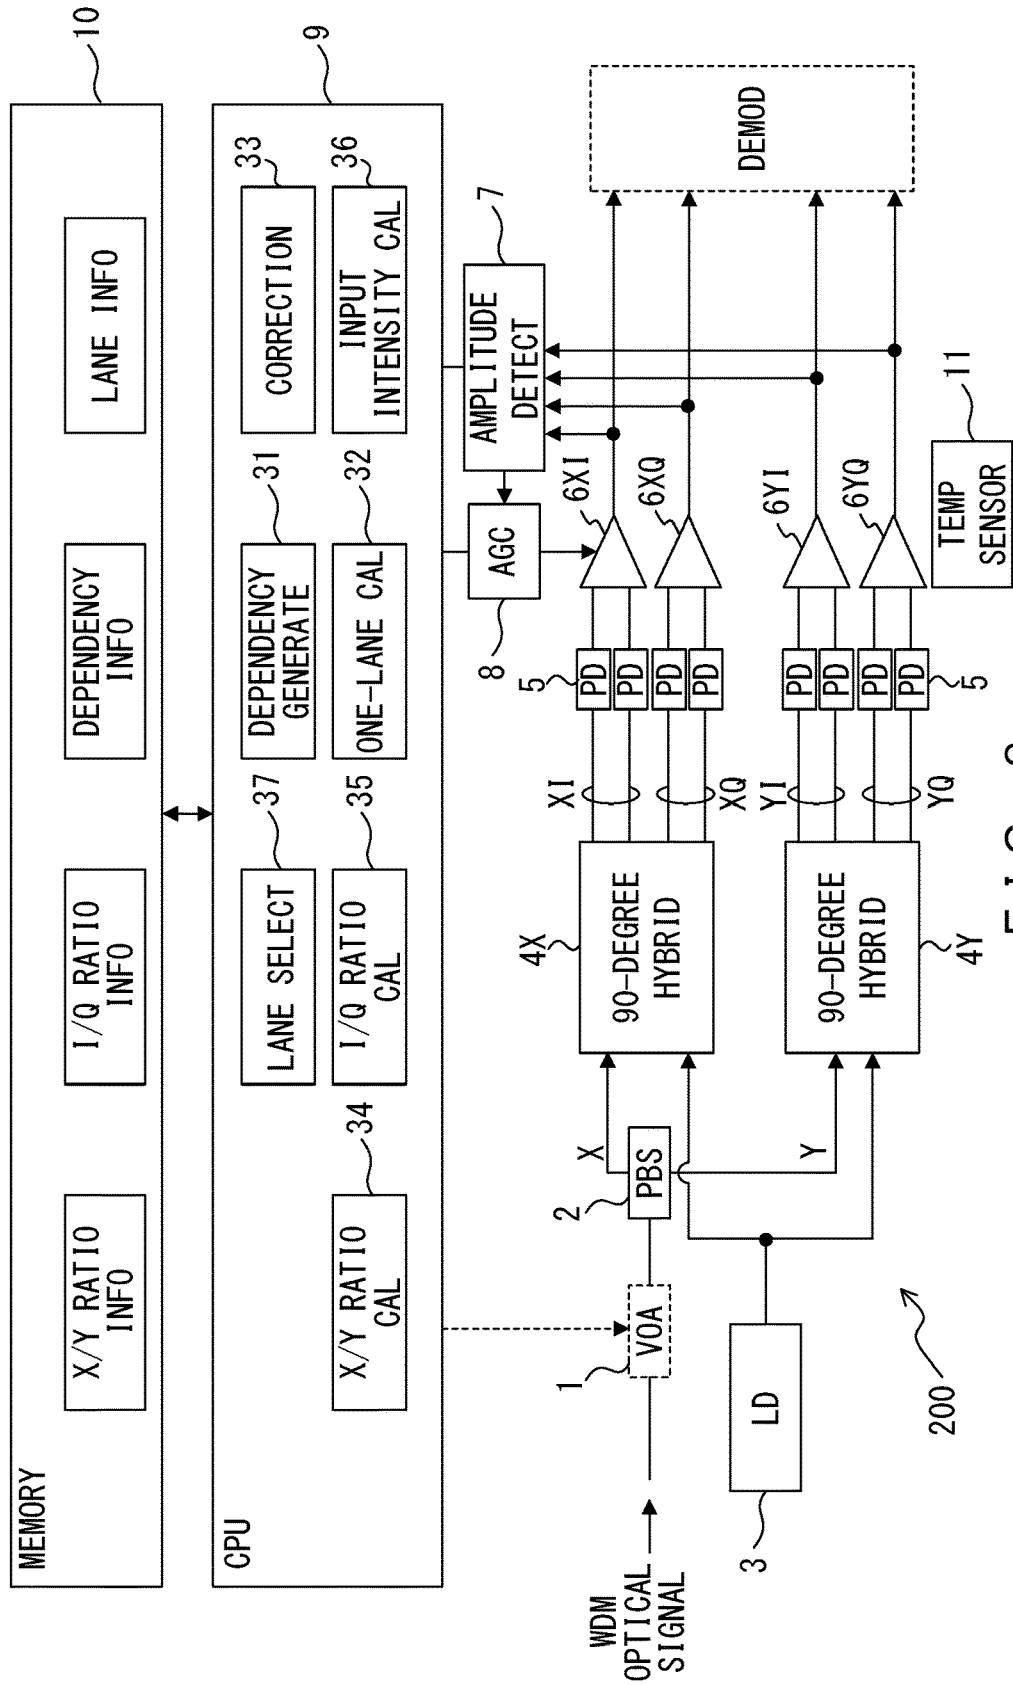 MEMORY
10
X/Y RATIO
INFO
I/Q RATIO
INFO
DEPENDENCY
INFO
LANE INFO
CPU
9
LANE SELECT
37
DEPENDENCY
GENERATE
31
CORRECTION
33
X/Y RATIO
CAL
34
I/Q RATIO
CAL
35
ONE-LANE CAL
32
INPUT
INTENSITY CAL
36
AMPLITUDE
DETECT
7
AGC
8
WDM
OPTICAL
SIGNAL
VOA
1
PBS
2
X
Y
LD
3
90-DEGREE
HYBRID
4X
90-DEGREE
HYBRID
4Y
XI
XQ
YI
YQ
PD
PD
PD
PD
5
PD
PD
PD
PD
5
6XI
6XQ
6YI
6YQ
DEMOD
TEMP
SENSOR
11
200